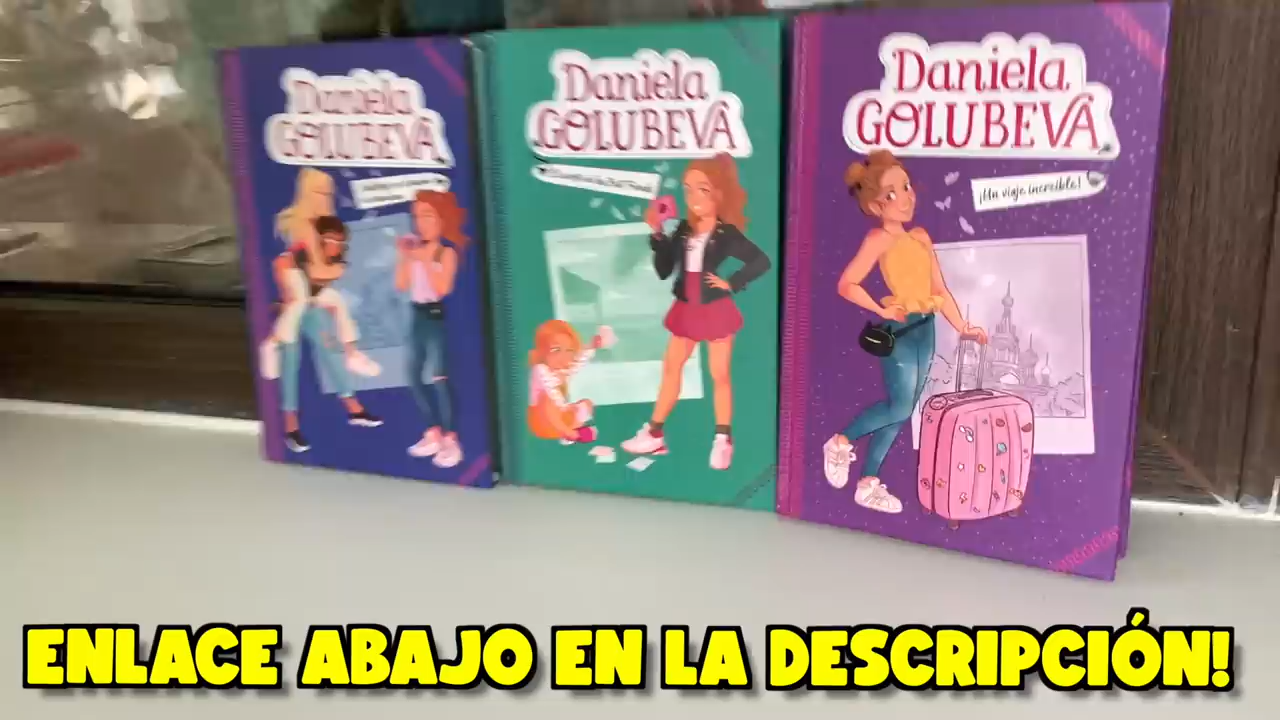 Daniela
GOLUBEVA
Daniela
GOLUBEVA
Daniela
GOLUBEVA
¡Un viaje increíble!
ENLACE ABAJO EN LA DESCRIPCIÓN!